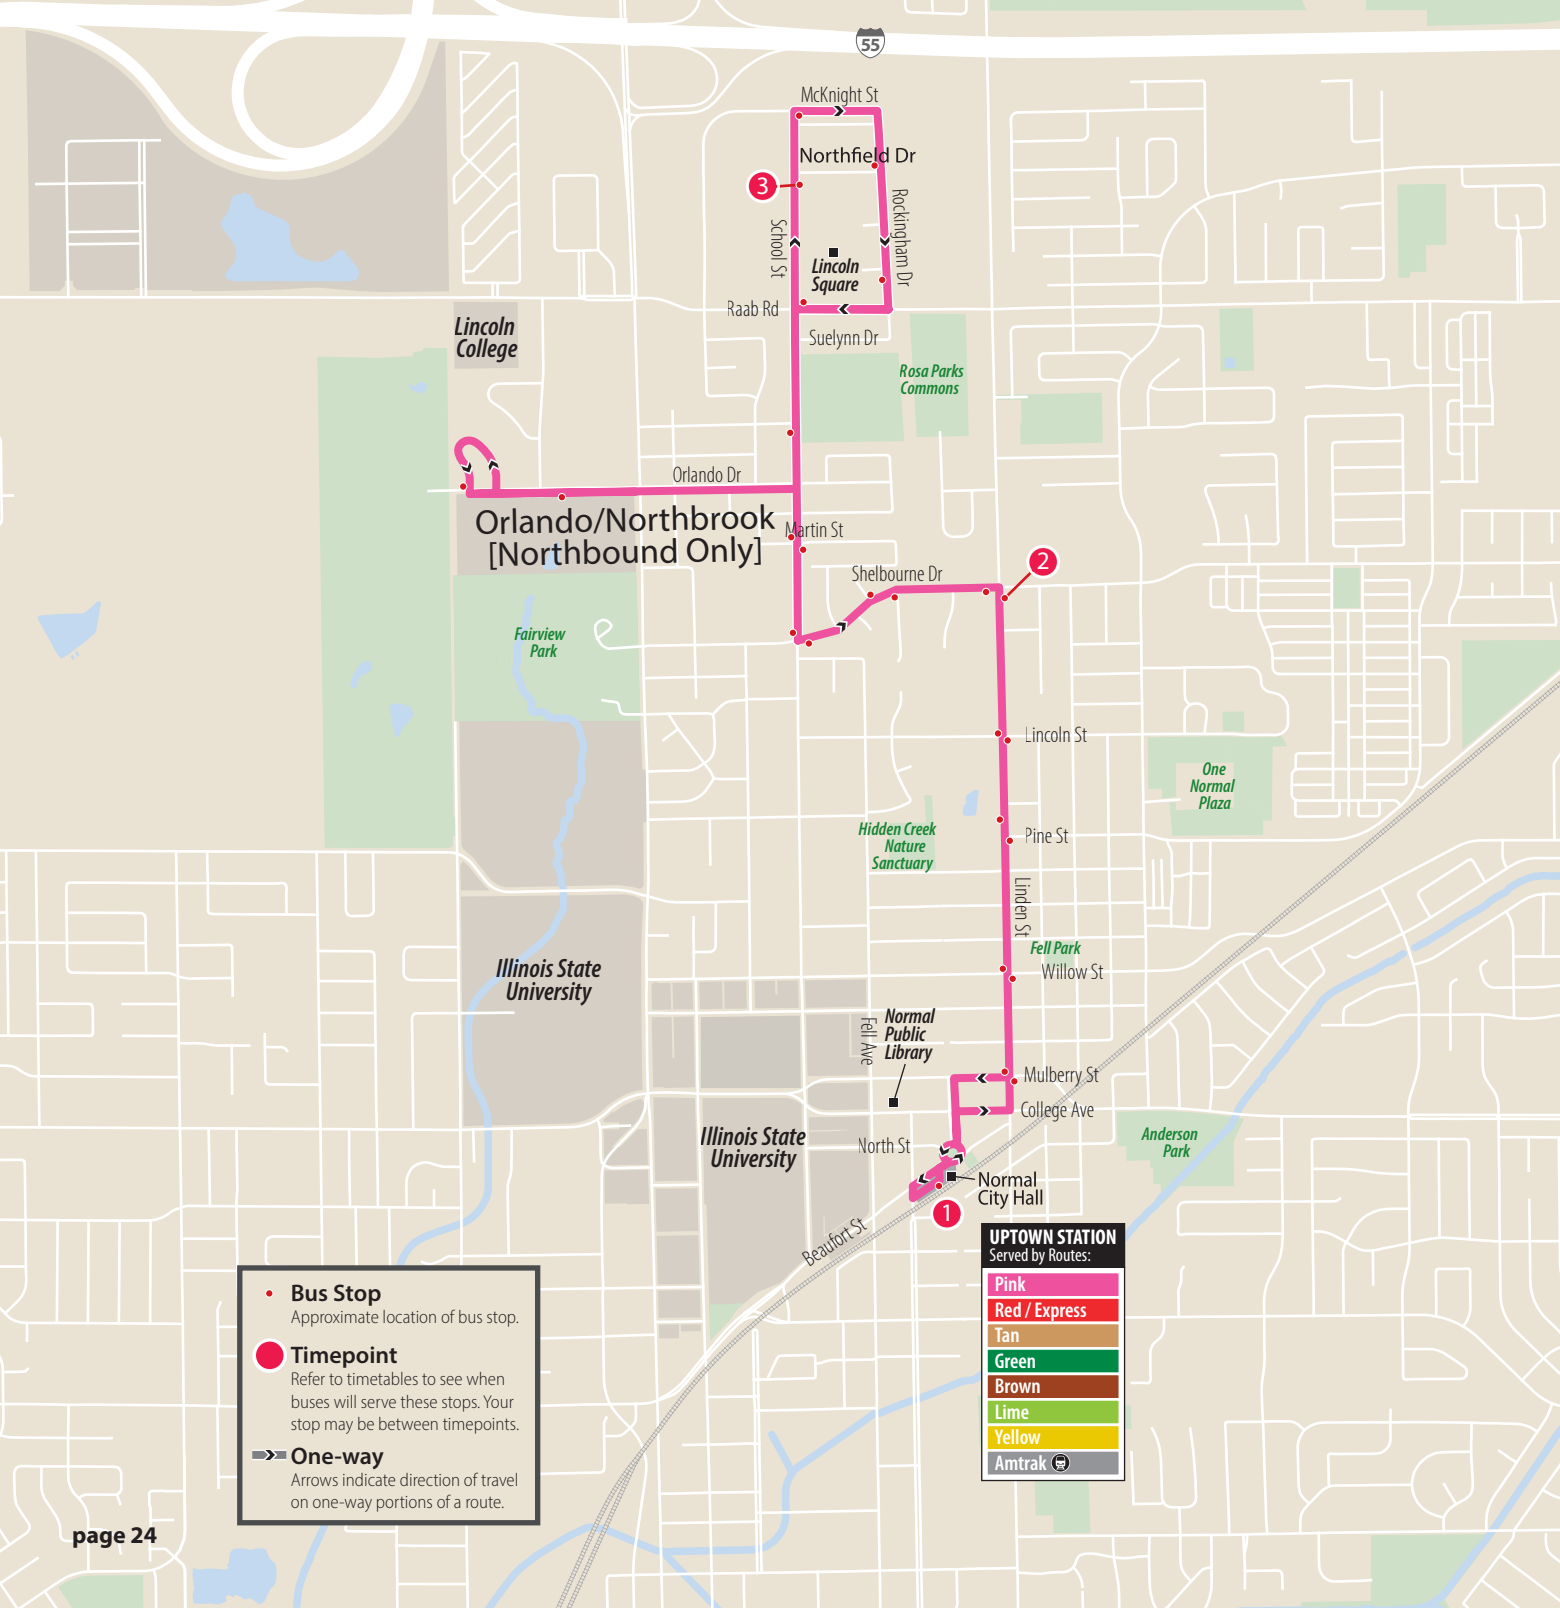 55
McKnight St
Northfield Dr
3
Rockingham Dr
School St
Lincoln
Square
Raab Rd
Lincoln
College
Suelynn Dr
Rosa Parks
Commons
Orlando Dr
Orlando/Northbrook
[Northbound Only]
Martin St
2
Shelbourne Dr
Fairview
Park
Lincoln St
One
Normal
Plaza
Hidden Creek
Nature
Sanctuary
Pine St
Linden St
Fell Park
Willow St
Illinois State
University
Normal
Public
Library
Fell Ave
Mulberry St
College Ave
Illinois State
University
North St
Anderson
Park
Normal
City Hall
1
Beaufort St
UPTOWN STATION
Served by Routes:
Pink
Red / Express
Tan
Green
Brown
Lime
Yellow
Amtrak
Bus Stop
Approximate location of bus stop.
Timepoint
Refer to timetables to see when
buses will serve these stops. Your
stop may be between timepoints.
One-way
Arrows indicate direction of travel
on one-way portions of a route.
page 24